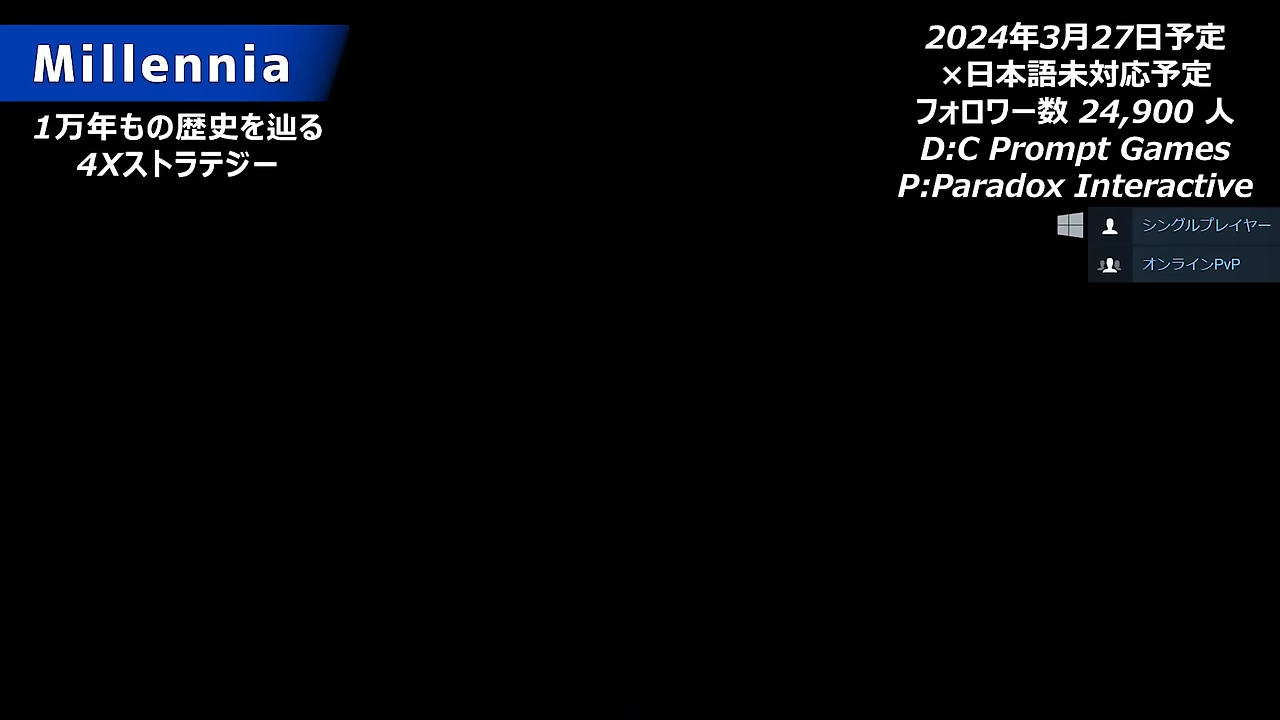 Millennia
1万年もの歴史を辿る
4Xストラテジー
2024年3月27日予定
×日本語未対応予定
フォロワー数 24,900 人
D:C Prompt Games
P:Paradox Interactive
シングルプレイヤー
オンラインPvP